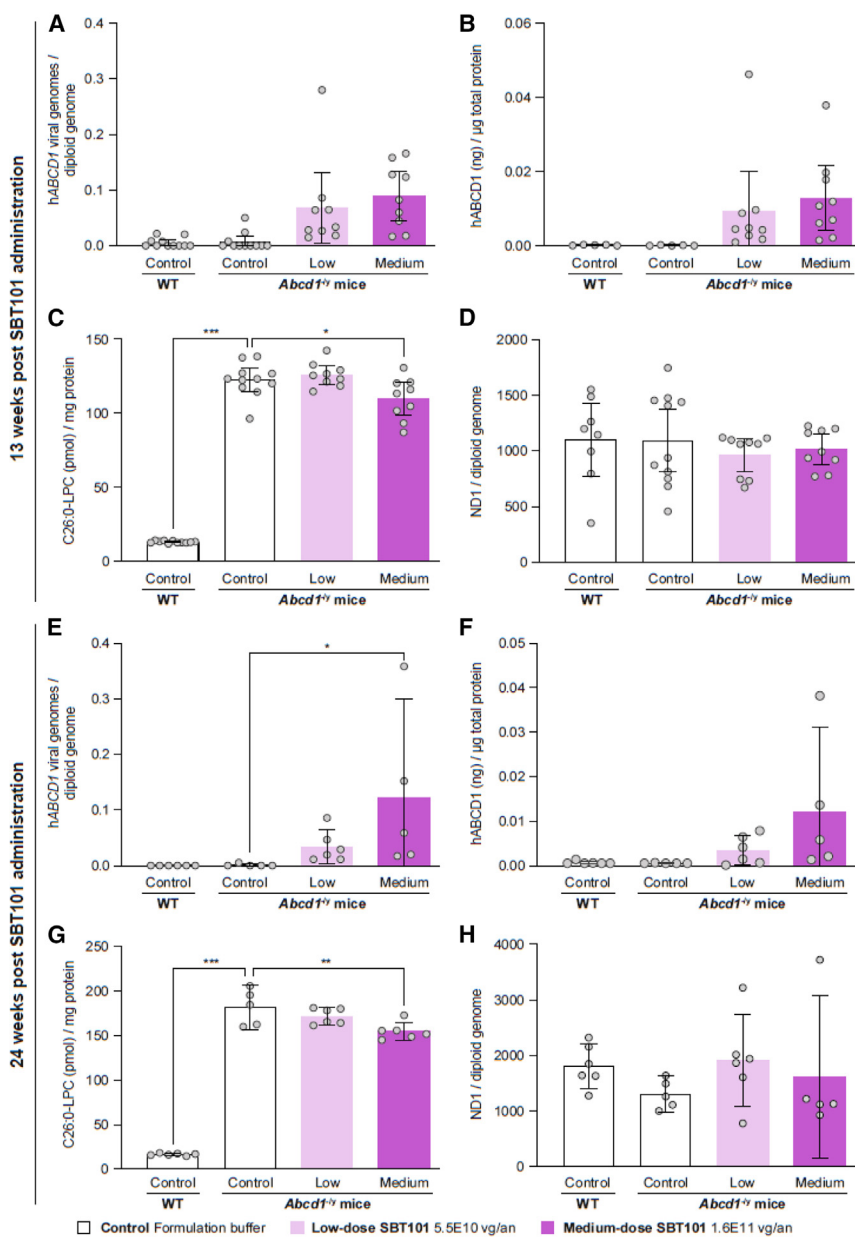 13 weeks post SBT101 administration
A
hABCD1 viral genomes /
diploid genome
0.4
0.3
0.2
0.1
0.0
Control Control Low Medium
WT Abcd1-/y mice
B
hABCD1 (ng) / µg total protein
0.06
0.04
0.02
0.00
Control Control Low Medium
WT Abcd1-/y mice
C
C26:0-LPC (pmol) / mg protein
150
100
50
0
*** *
Control Control Low Medium
WT Abcd1-/y mice
D
ND1 / diploid genome
2000
1500
1000
500
0
Control Control Low Medium
WT Abcd1-/y mice
24 weeks post SBT101 administration
E
hABCD1 viral genomes /
diploid genome
0.4
0.3
0.2
0.1
0.0
*
Control Control Low Medium
WT Abcd1-/y mice
F
hABCD1 (ng) / µg total protein
0.05
0.04
0.03
0.02
0.01
0.00
Control Control Low Medium
WT Abcd1-/y mice
G
C26:0-LPC (pmol) / mg protein
250
200
150
100
50
0
*** **
Control Control Low Medium
WT Abcd1-/y mice
H
ND1 / diploid genome
4000
3000
2000
1000
0
Control Control Low Medium
WT Abcd1-/y mice
Control Formulation buffer Low-dose SBT101 5.5E10 vg/an Medium-dose SBT101 1.6E11 vg/an